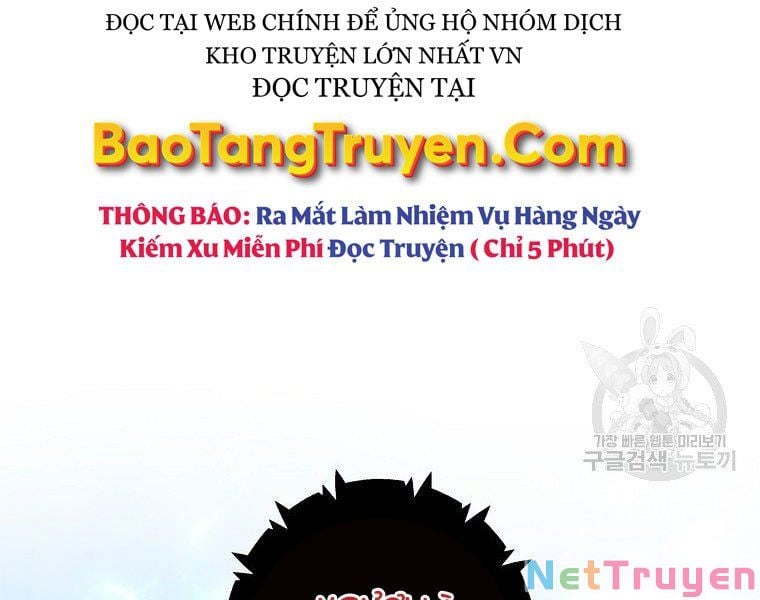 ĐỌC TẠI WEB CHÍNH ĐỂ ỦNG HỘ NHÓM DỊCH
KHO TRUYỆN LỚN NHẤT VN
ĐỌC TRUYỆN TẠI
BaoTangTruyen.Com
THÔNG BÁO: Ra Mắt Làm Nhiệm Vụ Hàng Ngày
Kiếm Xu Miễn Phí Đọc Truyện ( Chỉ 5 Phút)
가장 빠른 웹툰 미리보기
구글검색 뉴토끼
NetTruyen